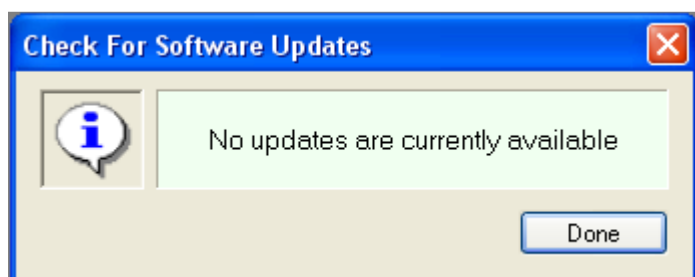 Check For Software Updates
No updates are currently available
Done